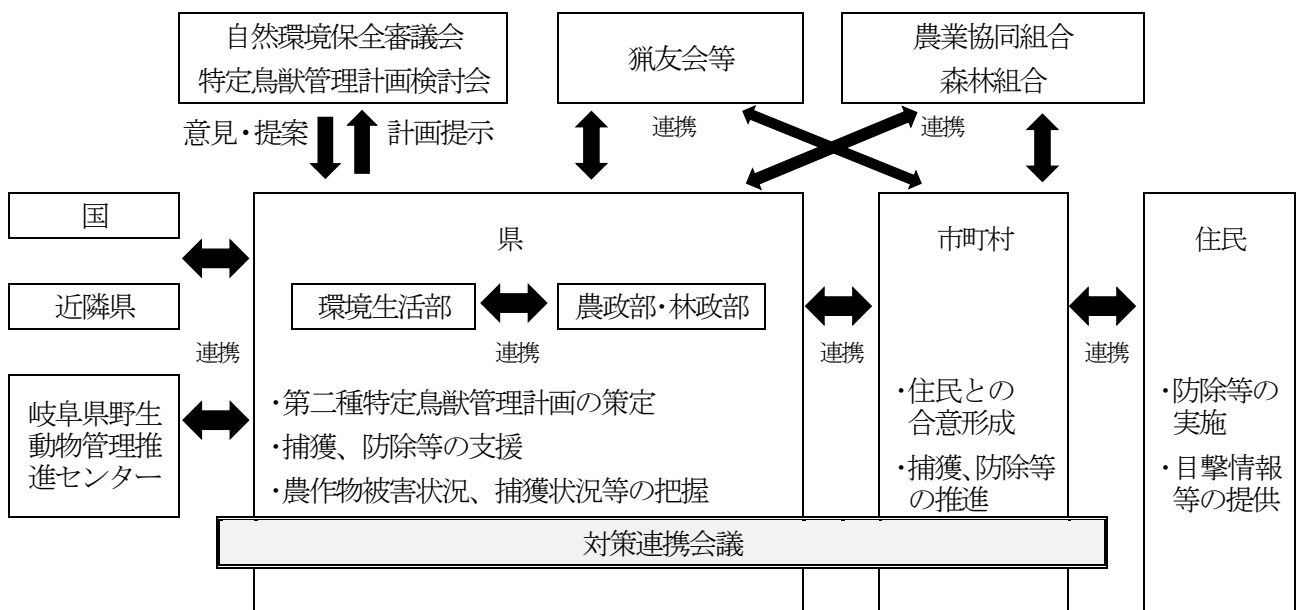 自然環境保全審議会
特定鳥獣管理計画検討会
猟友会等
農業協同組合
森林組合
意見・提案
計画提示
連携
連携
国
近隣県
連携
岐阜県野生
動物管理推
進センター
県
環境生活部
農政部・林政部
連携
・第二種特定鳥獣管理計画の策定
・捕獲、防除等の支援
・農作物被害状況、捕獲状況等の把握
連携
市町村
・住民との
合意形成
・捕獲、防除等
の推進
連携
住民
・防除等の
実施
・目撃情報
等の提供
対策連携会議